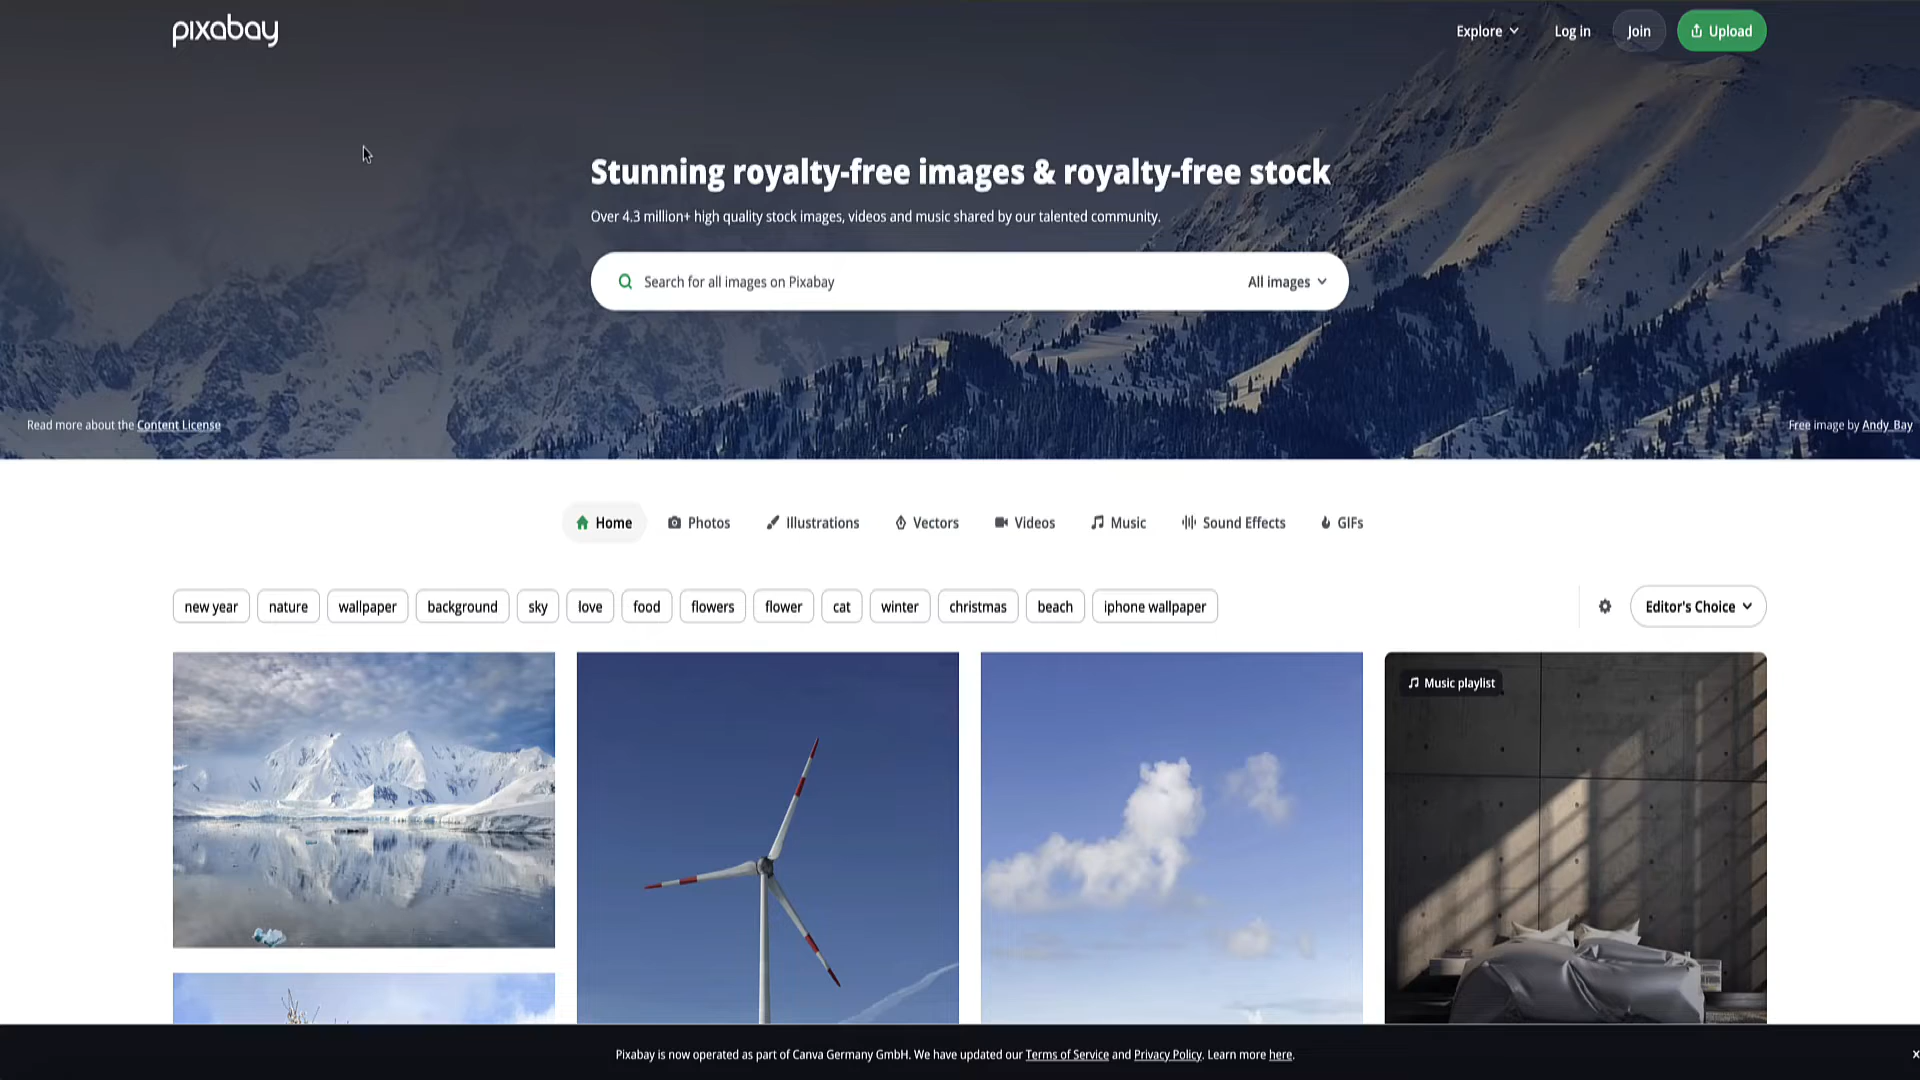 pixabay
Explore
Log in
Join
Upload
Stunning royalty-free images & royalty-free stock
Over 4.3 million+ high quality stock images, videos and music shared by our talented community.
Search for all images on Pixabay
All images
Read more about the Content License
Free image by Andy_Bay
Home
Photos
Illustrations
Vectors
Videos
Music
Sound Effects
GIFs
new year
nature
wallpaper
background
sky
love
food
flowers
flower
cat
winter
christmas
beach
iphone wallpaper
Editor's Choice
Music playlist
Pixabay is now operated as part of Canva Germany GmbH. We have updated our Terms of Service and Privacy Policy. Learn more here.